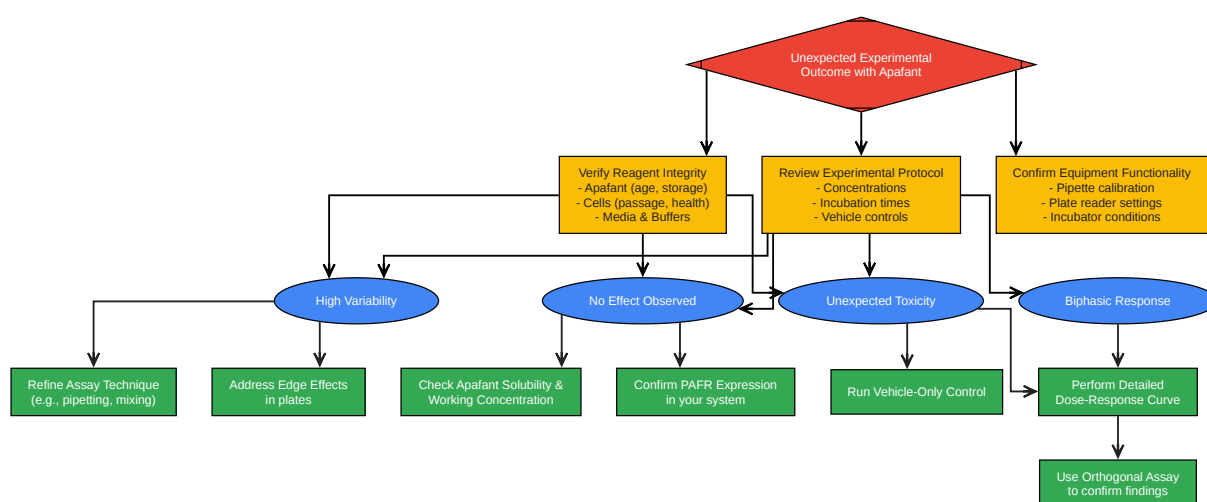 Unexpected Experimental
Outcome with Apafant
Verify Reagent Integrity
- Apafant (age, storage)
- Cells (passage, health)
- Media & Buffers
Review Experimental Protocol
- Concentrations
- Incubation times
- Vehicle controls
Confirm Equipment Functionality
- Pipette calibration
- Plate reader settings
- Incubator conditions
High Variability
No Effect Observed
Unexpected Toxicity
Biphasic Response
Refine Assay Technique
(e.g., pipetting, mixing)
Address Edge Effects
in plates
Check Apafant Solubility &
Working Concentration
Confirm PAFR Expression
in your system
Run Vehicle-Only Control
Perform Detailed
Dose-Response Curve
Use Orthogonal Assay
to confirm findings